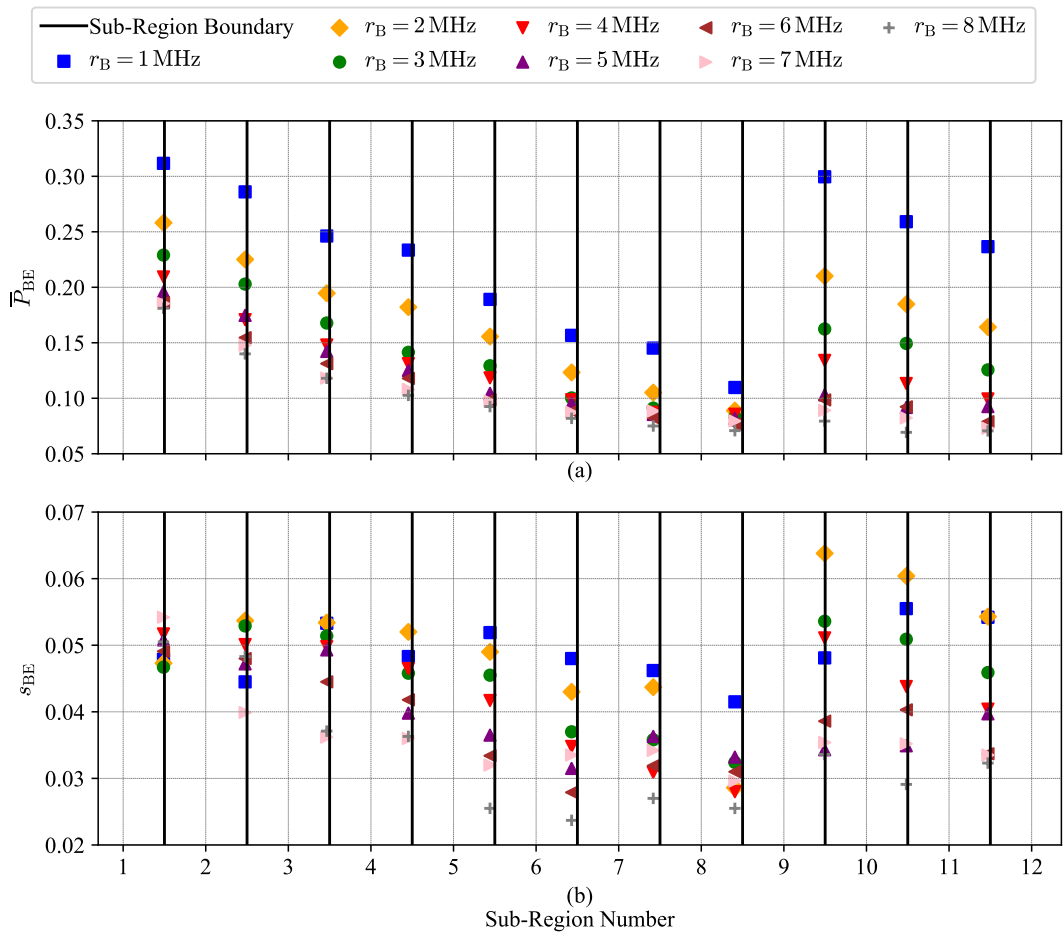 Sub-Region Boundary
r_B = 1 MHz
r_B = 2 MHz
r_B = 3 MHz
r_B = 4 MHz
r_B = 5 MHz
r_B = 6 MHz
r_B = 7 MHz
r_B = 8 MHz
0.35
0.30
0.25
0.20
0.15
0.10
0.05
P̿_BE
(a)
0.07
0.06
0.05
0.04
0.03
0.02
s_BE
1 2 3 4 5 6 7 8 9 10 11 12
(b)
Sub-Region Number